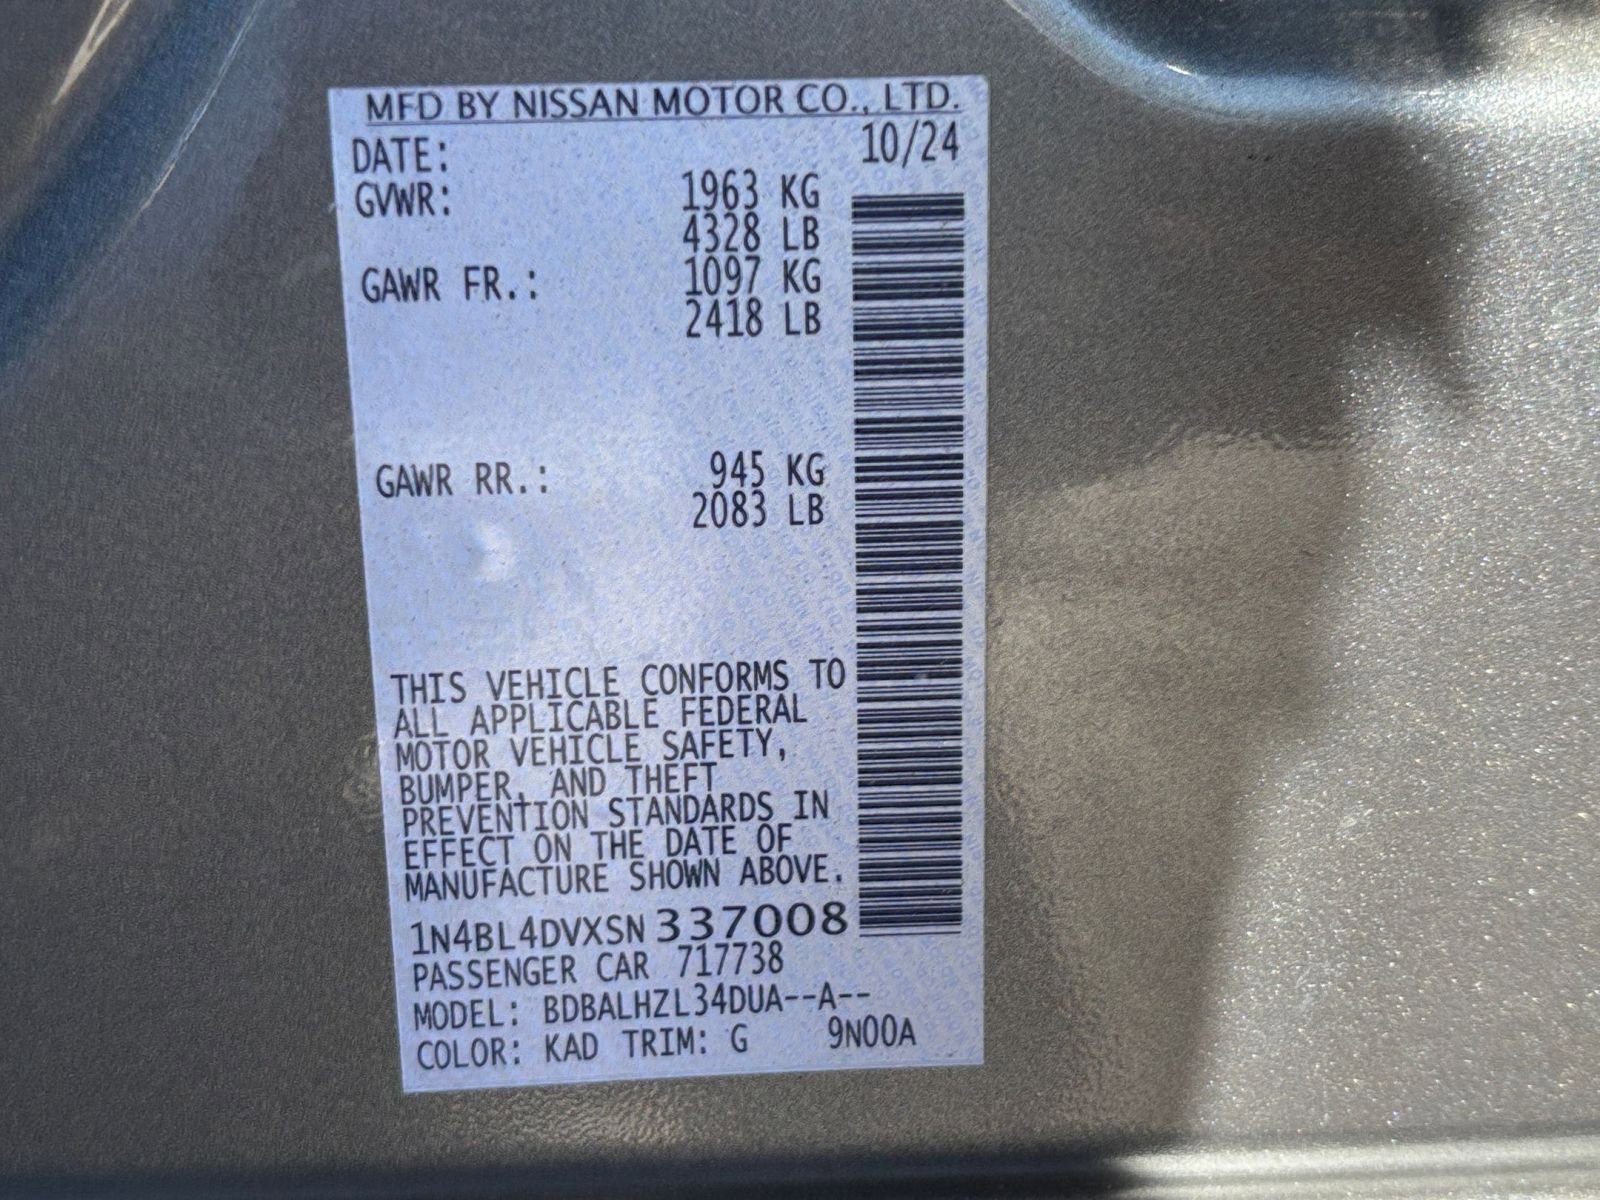 MFD BY NISSAN MOTOR CO., LTD.
DATE: 10/24
GVWR: 1963 KG
4328 LB
GAWR FR.: 1097 KG
2418 LB
GAWR RR.: 945 KG
2083 LB
THIS VEHICLE CONFORMS TO
ALL APPLICABLE FEDERAL
MOTOR VEHICLE SAFETY,
BUMPER, AND THEFT
PREVENTION STANDARDS IN
EFFECT ON THE DATE OF
MANUFACTURE SHOWN ABOVE.
1N4BL4DVXSN337008
PASSENGER CAR 717738
MODEL: BDBALHZL34DUA--A--
COLOR: KAD TRIM: G 9N00A